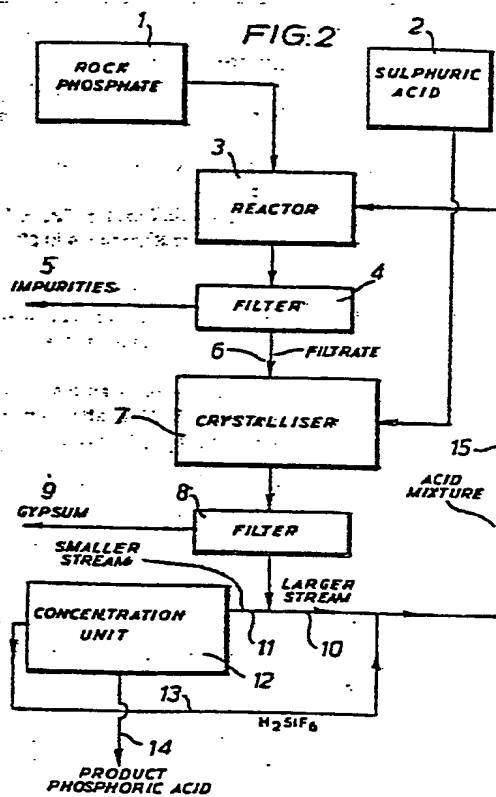 FIG:2
1
2
ROCK
PHOSPHATE
SULPHURIC
ACID
3
REACTOR
5
IMPURITIES
4
FILTER
6
FILTRATE
7
CRYSTALLISER
15
ACID
MIXTURE
9
GYPSUM
8
FILTER
SMALLER
STREAM
LARGER
STREAM
CONCENTRATION
UNIT
11
10
12
13
H2SiF6
14
PRODUCT
PHOSPHORIC ACID